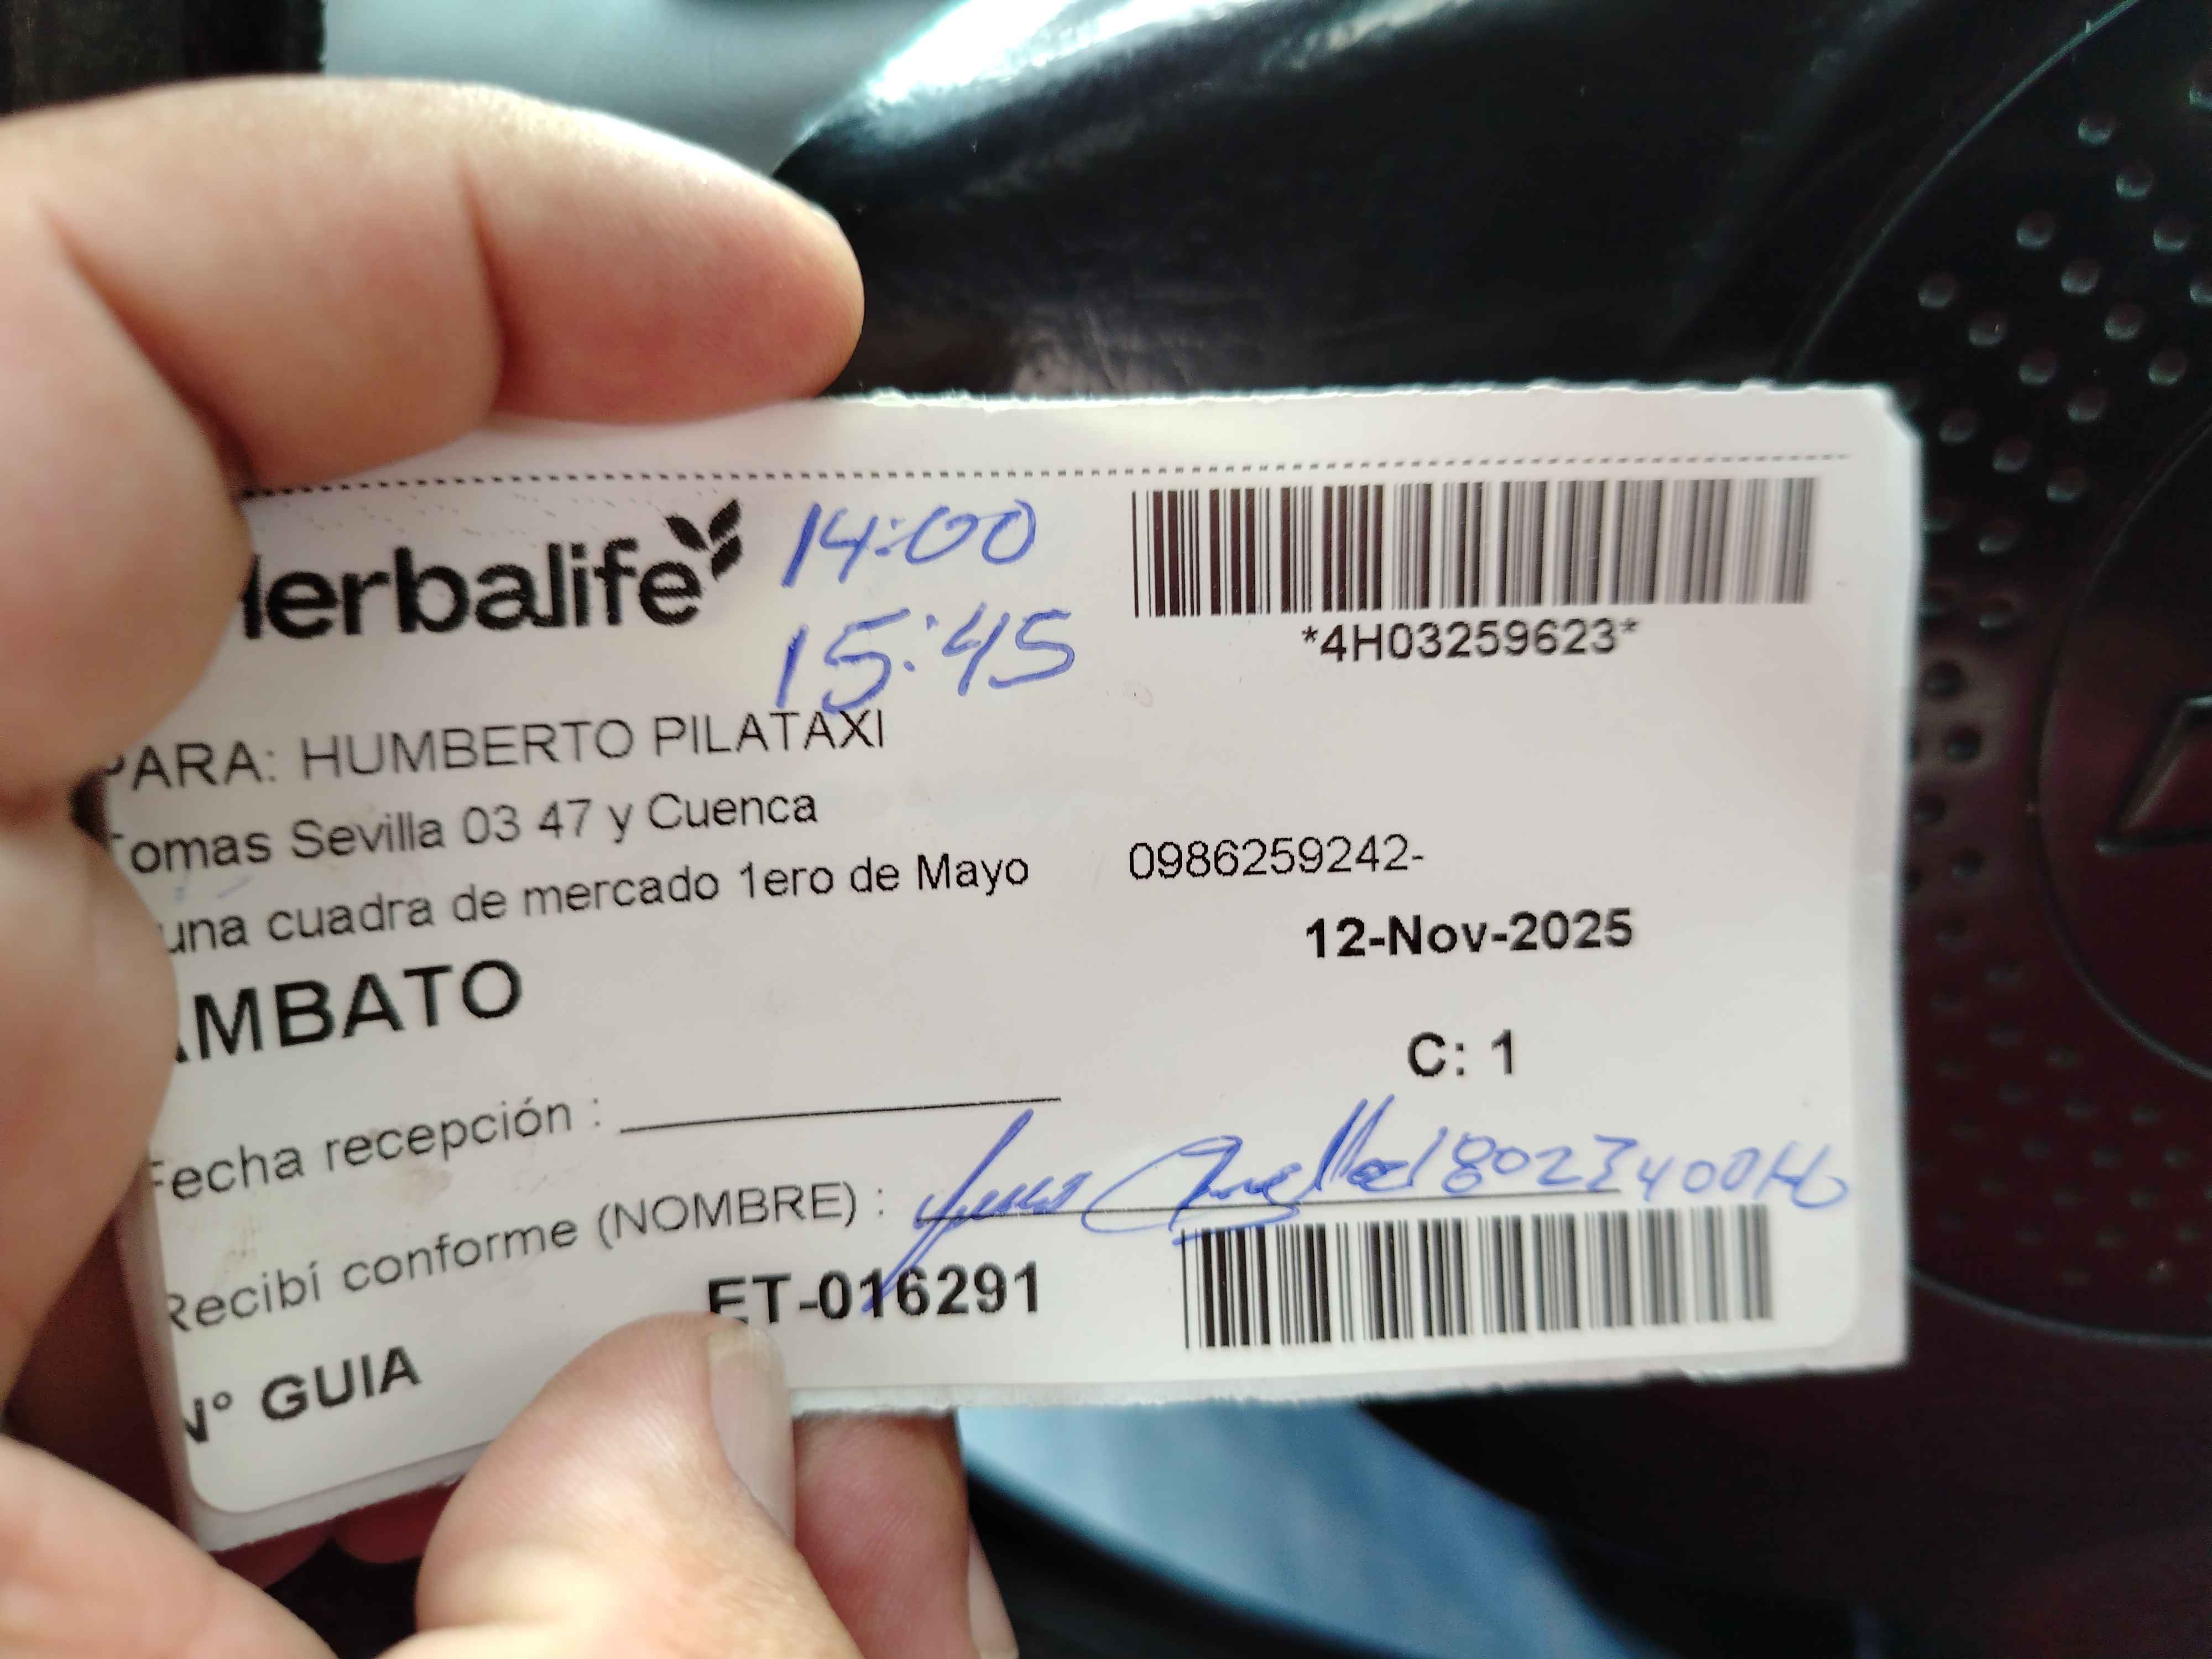 Herbalife
14:00
15:45
*4H03259623*
PARA: HUMBERTO PILATAXI
Tomas Sevilla 03 47 y Cuenca
una cuadra de mercado 1ero de Mayo
0986259242-
12-Nov-2025
AMBATO
C: 1
Fecha recepción :
Recibí conforme (NOMBRE) :
N° GUIA
ET-016291